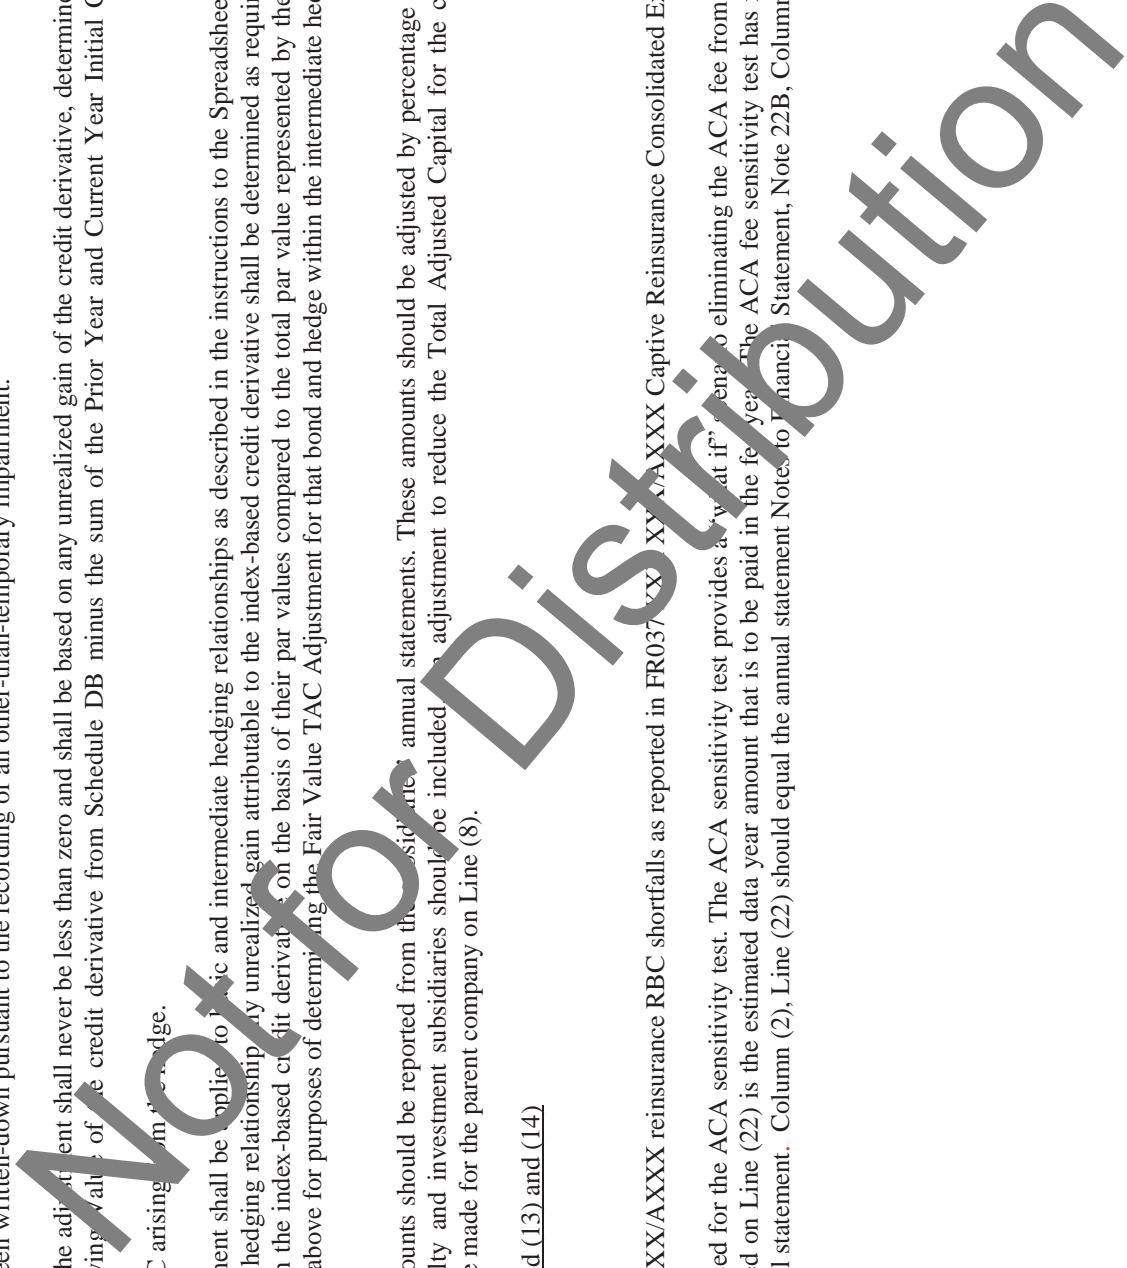 een written-down pursuant to the recording of an other-than-temporary impairment.
he adjustment shall never be less than zero and shall be based on any unrealized gain of the credit derivative, determine
ying Value of the credit derivative from Schedule DB minus the sum of the Prior Year and Current Year Initial C
C arising from the hedge.
ment shall be applied to basic and intermediate hedging relationships as described in the instructions to the Spreadshee
hedging relationship any unrealized gain attributable to the index-based credit derivative shall be determined as requir
n the index-based credit derivative on the basis of their par values compared to the total par value represented by the
above for purposes of determining the Fair Value TAC Adjustment for that bond and hedge within the intermediate hed
ounts should be reported from the subsidiaries' annual statements. These amounts should be adjusted by percentage
lty and investment subsidiaries should be included adjustment to reduce the Total Adjusted Capital for the c
e made for the parent company on Line (8).
d (13) and (14)
XX/AXXX reinsurance RBC shortfalls as reported in FR037 XXX/AXXX Captive Reinsurance Consolidated Ex
ed for the ACA sensitivity test. The ACA sensitivity test provides a "what if" scenario eliminating the ACA fee from
ed on Line (22) is the estimated data year amount that is to be paid in the fee year. The ACA fee sensitivity test has
l statement. Column (2), Line (22) should equal the annual statement Notes to Financial Statement, Note 22B, Colum
Not for Distribution